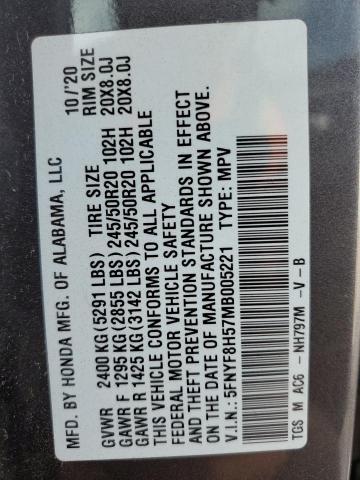 MFD. BY HONDA MFG. OF ALABAMA, LLC 10/'20
TIRE SIZE RIM SIZE
GVWR 2400 KG (5291 LBS)
GAWR F 1295 KG (2855 LBS) 245/50R20 102H 20X8.0J
GAWR R 1425 KG (3142 LBS) 245/50R20 102H 20X8.0J
THIS VEHICLE CONFORMS TO ALL APPLICABLE
FEDERAL MOTOR VEHICLE SAFETY
AND THEFT PREVENTION STANDARDS IN EFFECT
ON THE DATE OF MANUFACTURE SHOWN ABOVE.
V.I.N.: 5FNYF8H57MB005221 TYPE: MPV
TGS M AC6 -NH797M -V -B